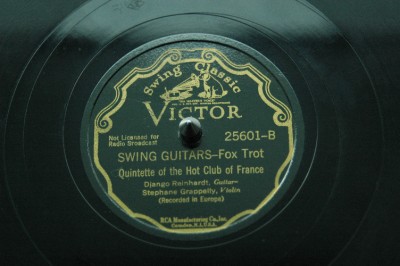 Swing Classic
VICTOR
Not Licensed for
Radio Broadcast
25601-B
SWING GUITARS—Fox Trot
Quintette of the Hot Club of France
Django Reinhardt, Guitar—
Stephane Grappelly, Violin
(Recorded in Europe)
RCA Manufacturing Co., Inc.
Camden, N.J., U.S.A.